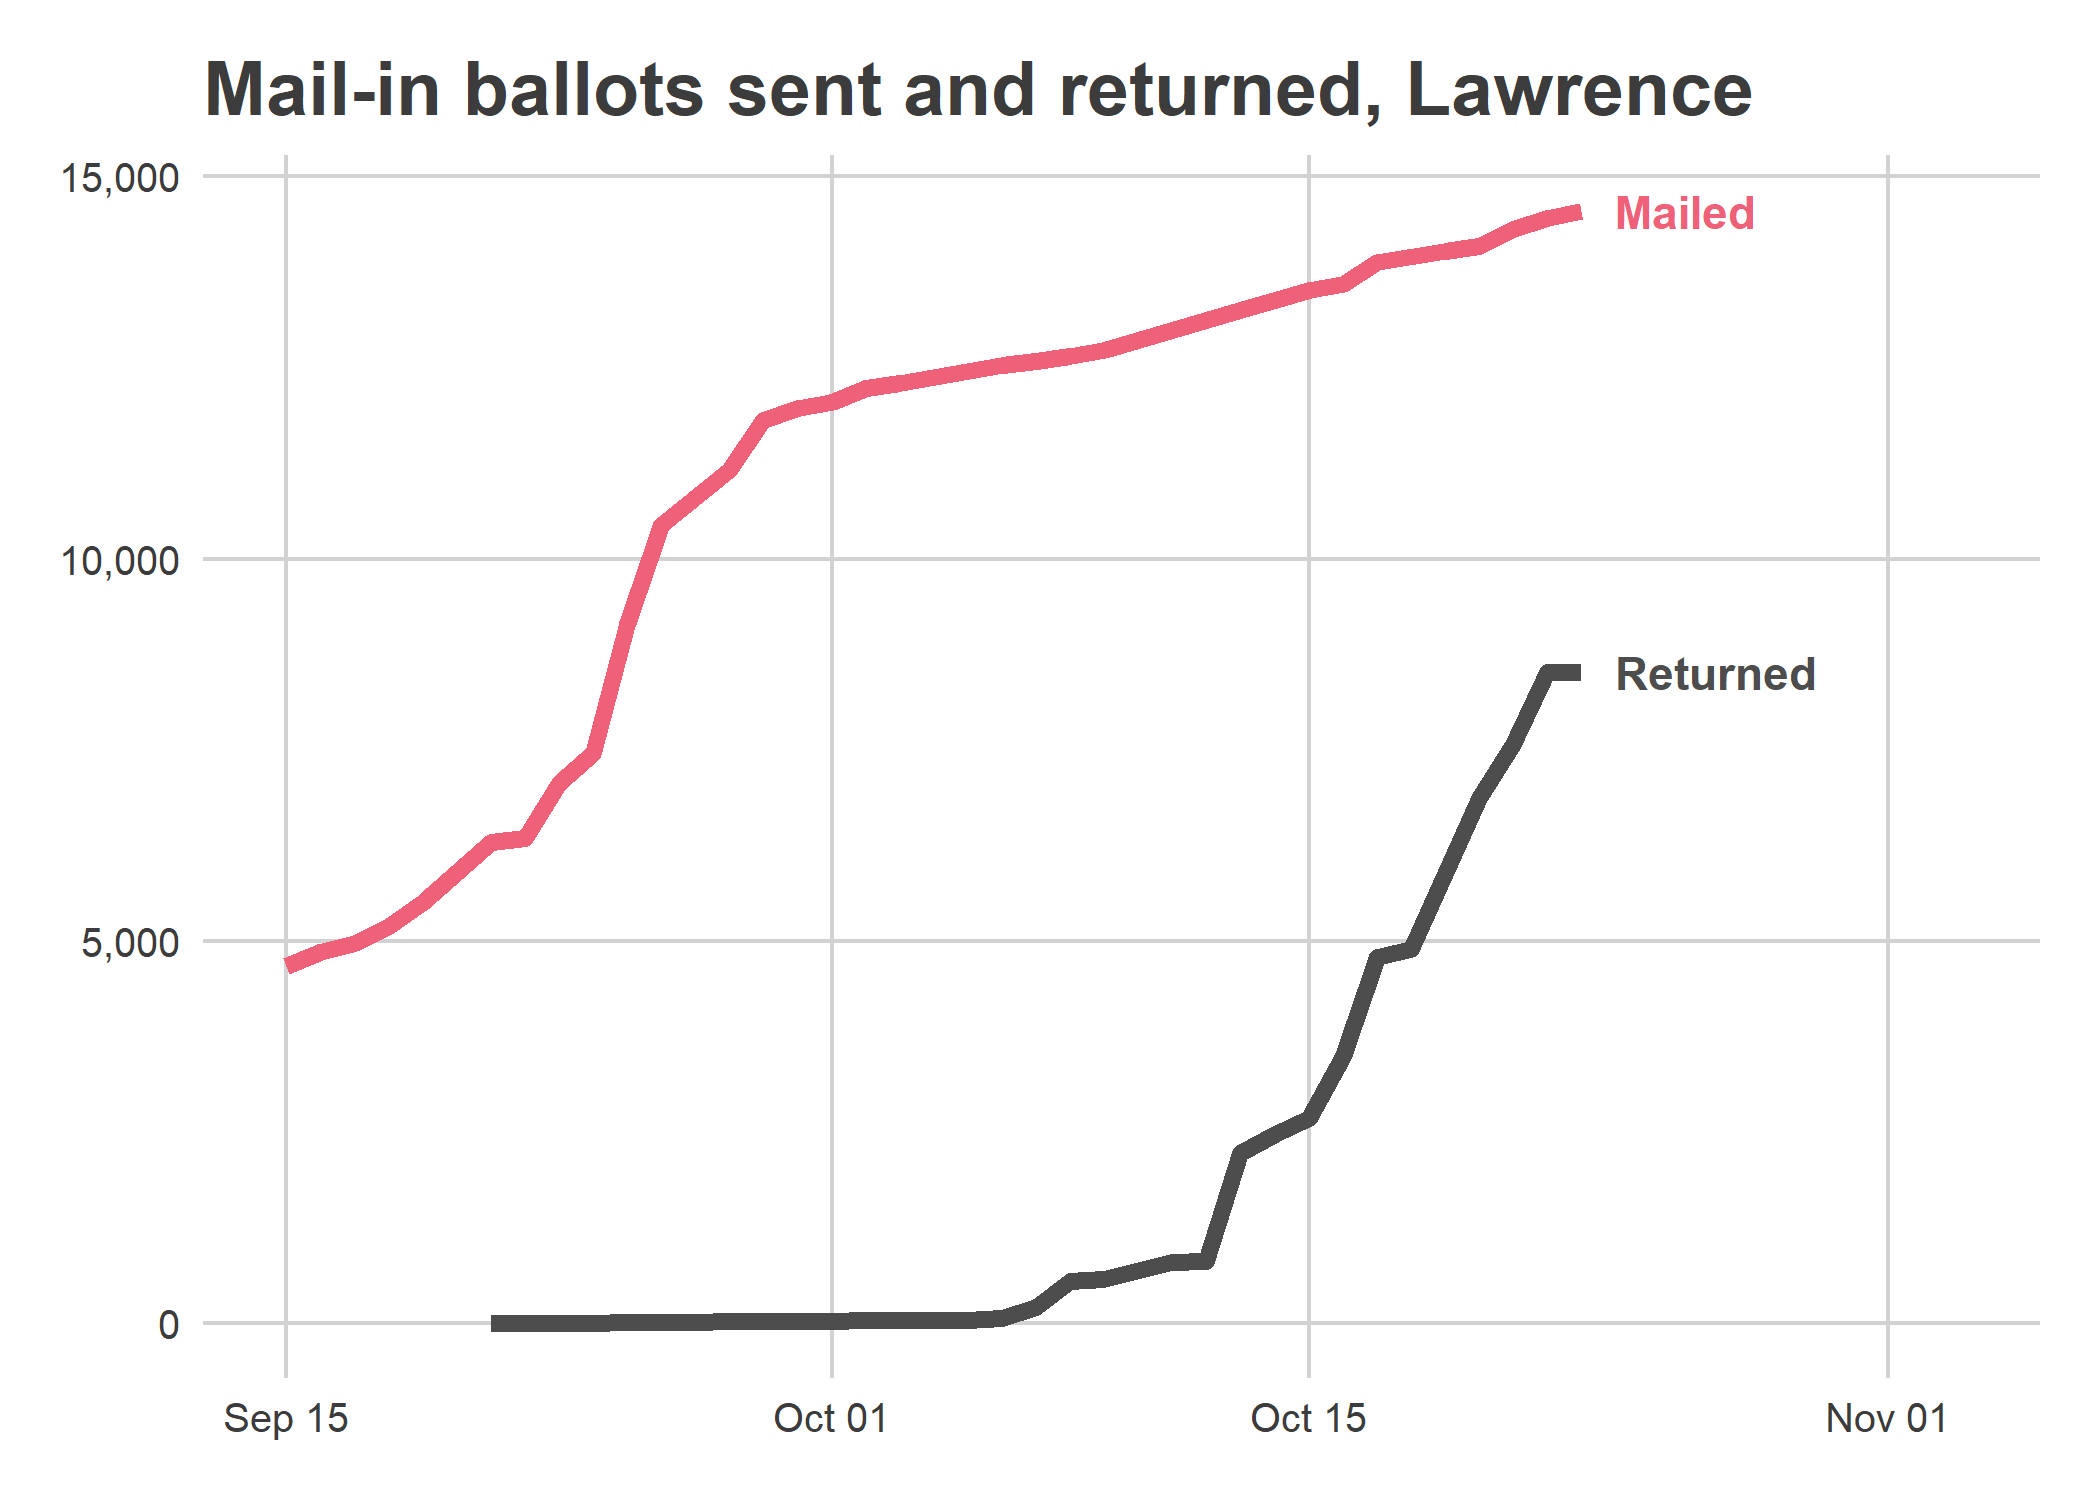 Mail-in ballots sent and returned, Lawrence
15,000
Mailed
10,000
Returned
5,000
0
Sep 15
Oct 01
Oct 15
Nov 01